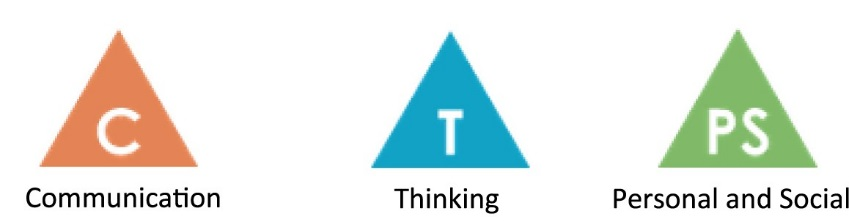 C T PS
Communication Thinking Personal and Social